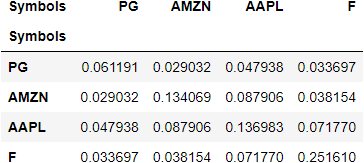 Symbols PG AMZN AAPL F
Symbols
PG 0.061191 0.029032 0.047938 0.033697
AMZN 0.029032 0.134069 0.087906 0.038154
AAPL 0.047938 0.087906 0.136983 0.071770
F 0.033697 0.038154 0.071770 0.251610